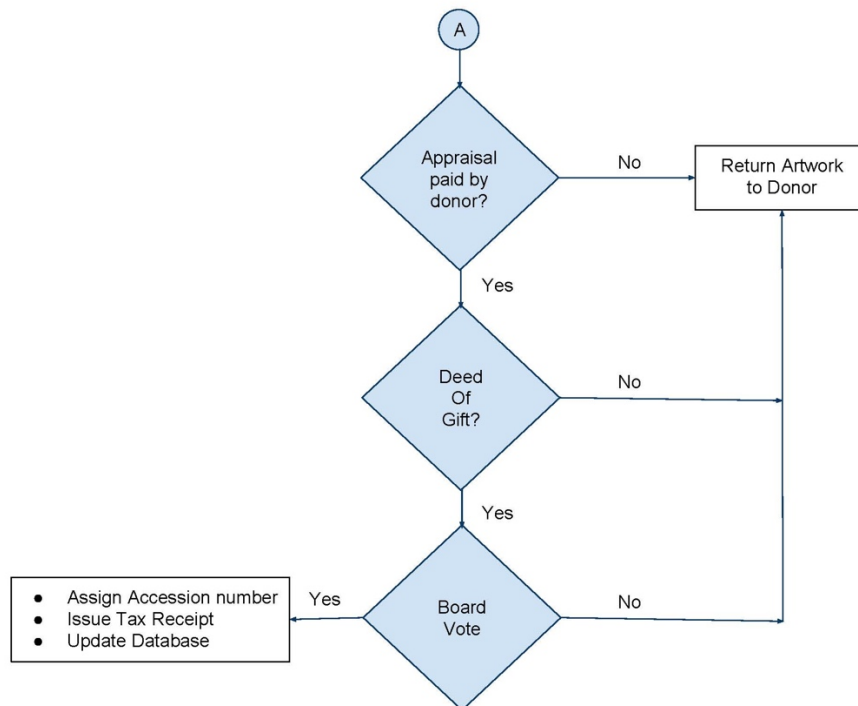 A
Appraisal
paid by
donor?
No
Return Artwork
to Donor
Yes
Deed
Of
Gift?
No
Yes
● Assign Accession number
● Issue Tax Receipt
● Update Database
Yes
Board
Vote
No